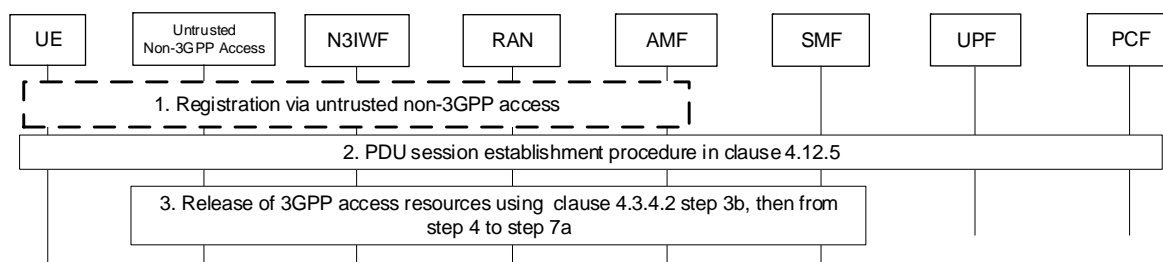 UE
Untrusted
Non-3GPP Access
N3IWF
RAN
AMF
SMF
UPF
PCF
1. Registration via untrusted non-3GPP access
2. PDU session establishment procedure in clause 4.12.5
3. Release of 3GPP access resources using clause 4.3.4.2 step 3b, then from
step 4 to step 7a